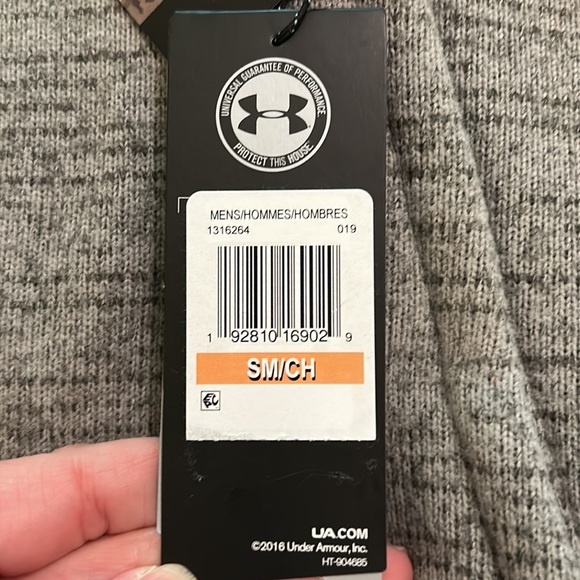 UNIVERSAL GUARANTEE OF PERFORMANCE
PROTECT THIS HOUSE
MENS/HOMMES/HOMBRES
1316264 019
1 92810 16902 9
SM/CH
UA.COM
©2016 Under Armour, Inc.
HT-904685